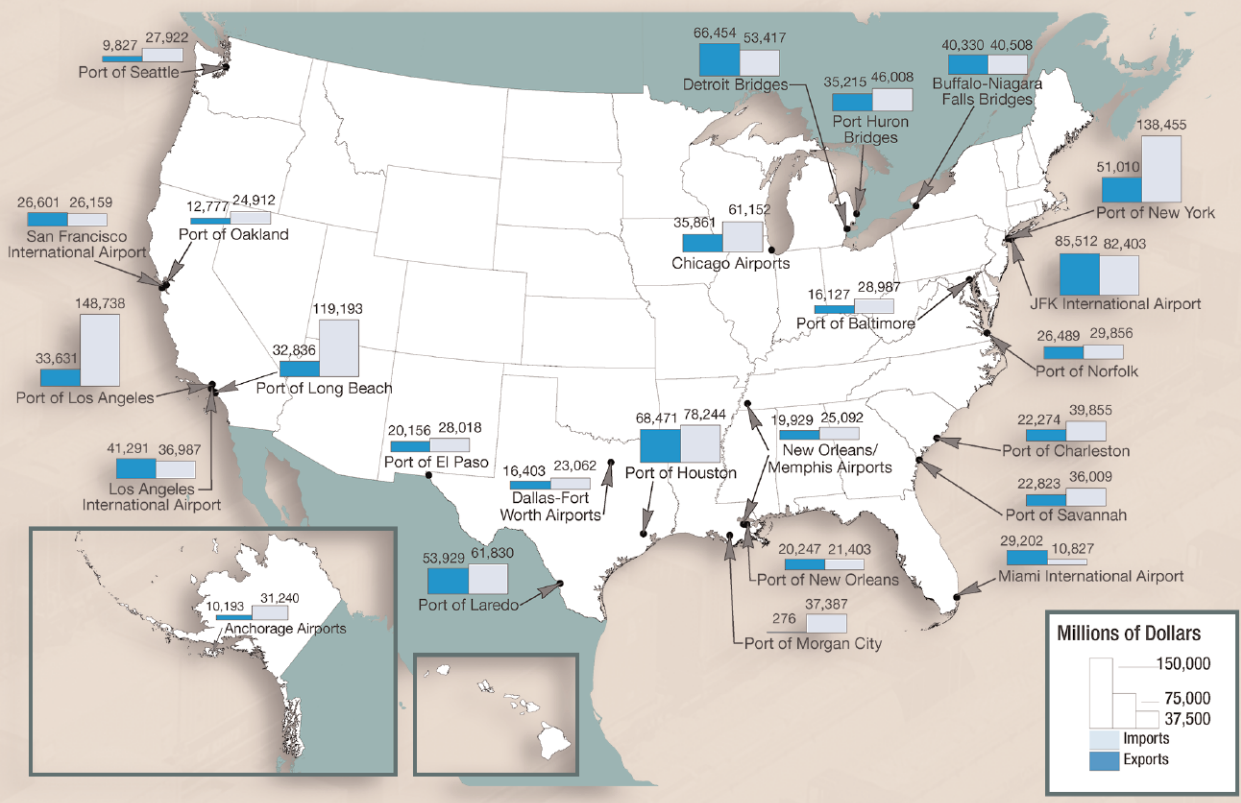 9,827 27,922
Port of Seattle
66,454 53,417
Detroit Bridges
35,215 46,008
Port Huron
Bridges
40,330 40,508
Buffalo-Niagara
Falls Bridges
138,455
51,010
Port of New York
26,601 26,159
San Francisco
International Airport
12,777 24,912
Port of Oakland
35,861 61,152
Chicago Airports
85,512 82,403
JFK International Airport
16,127 28,987
Port of Baltimore
148,738
33,631
Port of Los Angeles
119,193
32,836
Port of Long Beach
26,489 29,856
Port of Norfolk
41,291 36,987
Los Angeles
International Airport
20,156 28,018
Port of El Paso
16,403 23,062
Dallas-Fort
Worth Airports
68,471 78,244
Port of Houston
19,929 25,092
New Orleans/
Memphis Airports
22,274 39,855
Port of Charleston
22,823 36,009
Port of Savannah
29,202 10,827
Miami International Airport
53,929 61,830
Port of Laredo
20,247 21,403
Port of New Orleans
276 37,387
Port of Morgan City
10,193 31,240
Anchorage Airports
Millions of Dollars
150,000
75,000
37,500
Imports
Exports